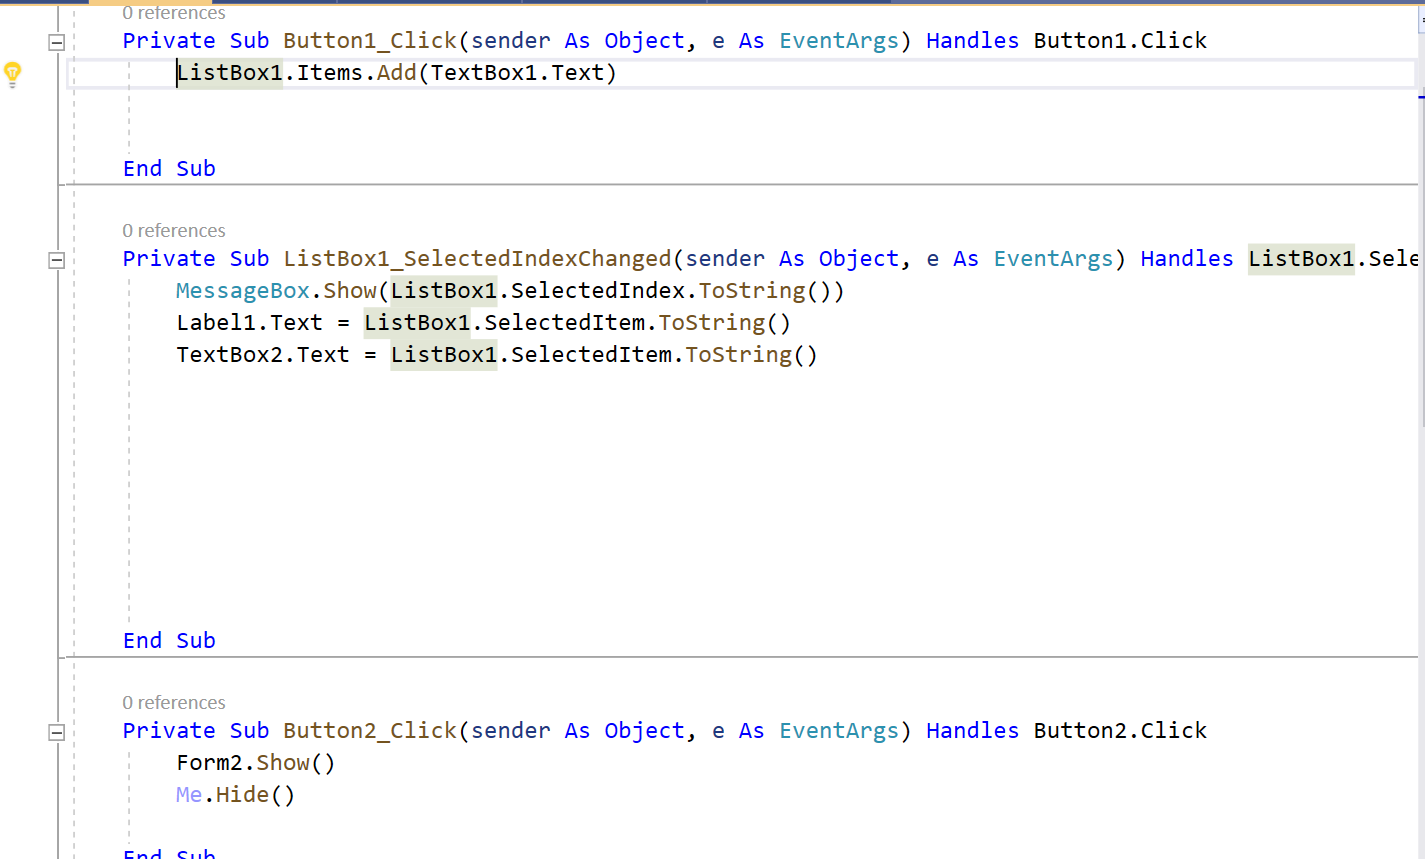 0 references
Private Sub Button1_Click(sender As Object, e As EventArgs) Handles Button1.Click
ListBox1.Items.Add(TextBox1.Text)
End Sub
0 references
Private Sub ListBox1_SelectedIndexChanged(sender As Object, e As EventArgs) Handles ListBox1.Sele
MessageBox.Show(ListBox1.SelectedIndex.ToString())
Label1.Text = ListBox1.SelectedItem.ToString()
TextBox2.Text = ListBox1.SelectedItem.ToString()
End Sub
0 references
Private Sub Button2_Click(sender As Object, e As EventArgs) Handles Button2.Click
Form2.Show()
Me.Hide()
End Sub